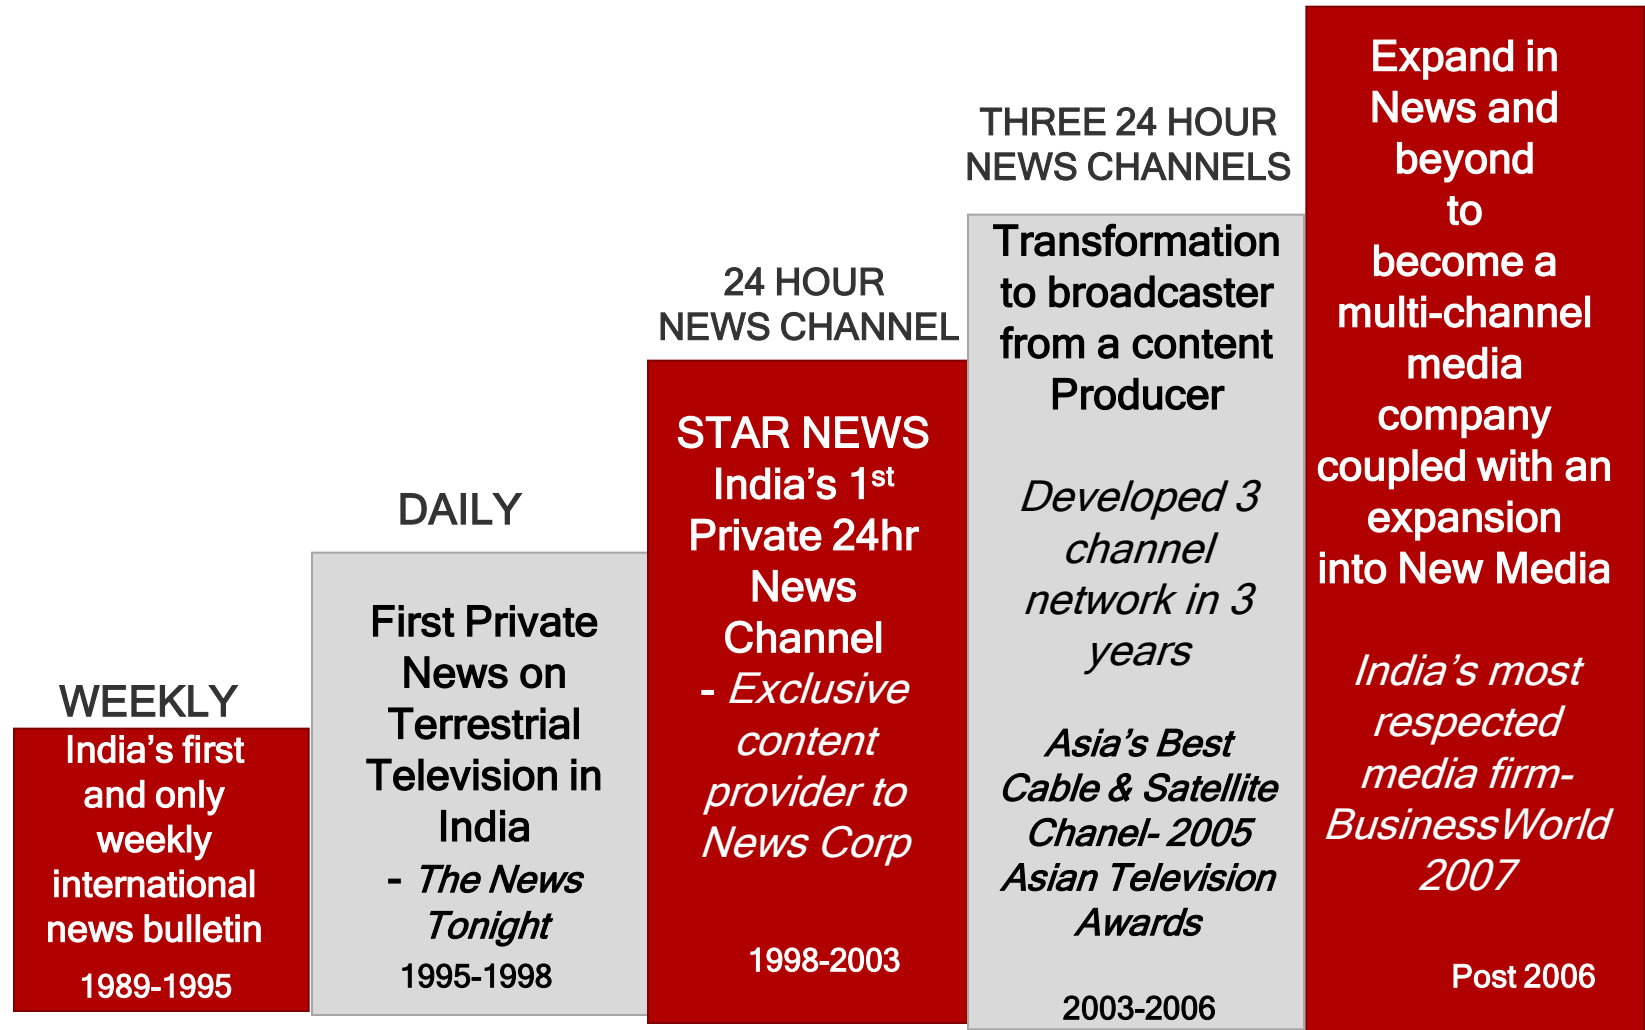 WEEKLY
India’s first
and only
weekly
international
news bulletin
1989-1995
DAILY
First Private
News on
Terrestrial
Television in
India
- The News
Tonight
1995-1998
24 HOUR
NEWS CHANNEL
STAR NEWS
India’s 1st
Private 24hr
News
Channel
- Exclusive
content
provider to
News Corp
1998-2003
THREE 24 HOUR
NEWS CHANNELS
Transformation
to broadcaster
from a content
Producer
Developed 3
channel
network in 3
years
Asia’s Best
Cable & Satellite
Chanel- 2005
Asian Television
Awards
2003-2006
Expand in
News and
beyond
to
become a
multi-channel
media
company
coupled with an
expansion
into New Media
India’s most
respected
media firm-
BusinessWorld
2007
Post 2006